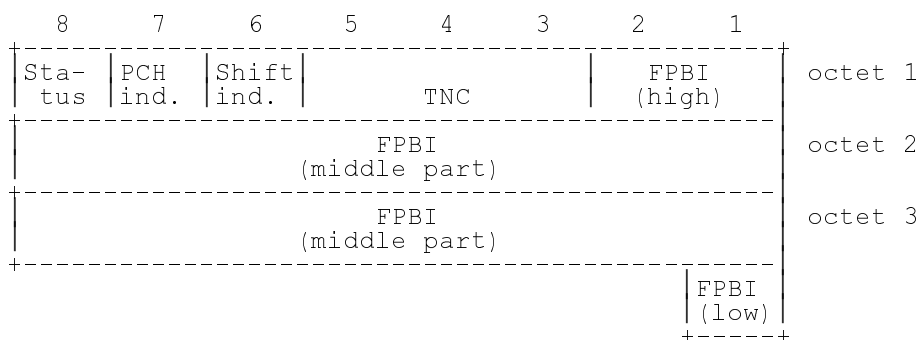 8 7 6 5 4 3 2 1
Sta- PCH Shift FPBI octet 1
tus ind. ind. TNC (high)
FPBI octet 2
(middle part)
FPBI octet 3
(middle part)
FPBI
(low)